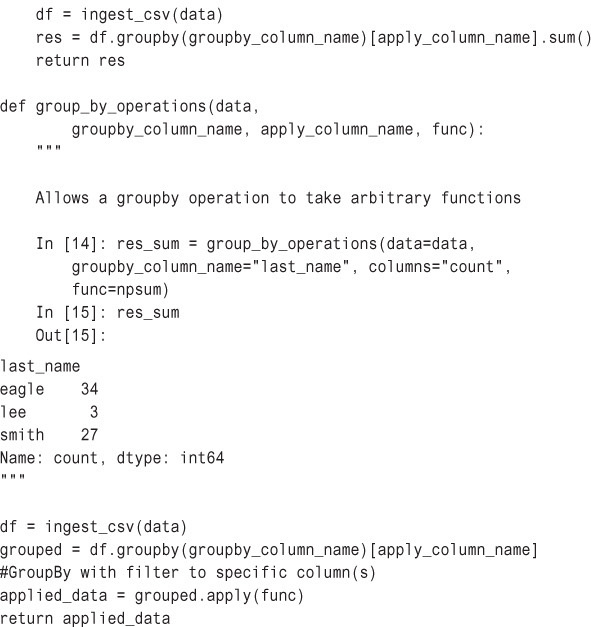 df = ingest_csv(data)
    res = df.groupby(groupby_column_name)[apply_column_name].sum()
    return res

def group_by_operations(data,
        groupby_column_name, apply_column_name, func):
    """

    Allows a groupby operation to take arbitrary functions

    In [14]: res_sum = group_by_operations(data=data,
        groupby_column_name="last_name", columns="count",
        func=npsum)
    In [15]: res_sum
    Out[15]:
last_name
eagle    34
lee       3
smith    27
Name: count, dtype: int64
"""

df = ingest_csv(data)
grouped = df.groupby(groupby_column_name)[apply_column_name]
#GroupBy with filter to specific column(s)
applied_data = grouped.apply(func)
return applied_data